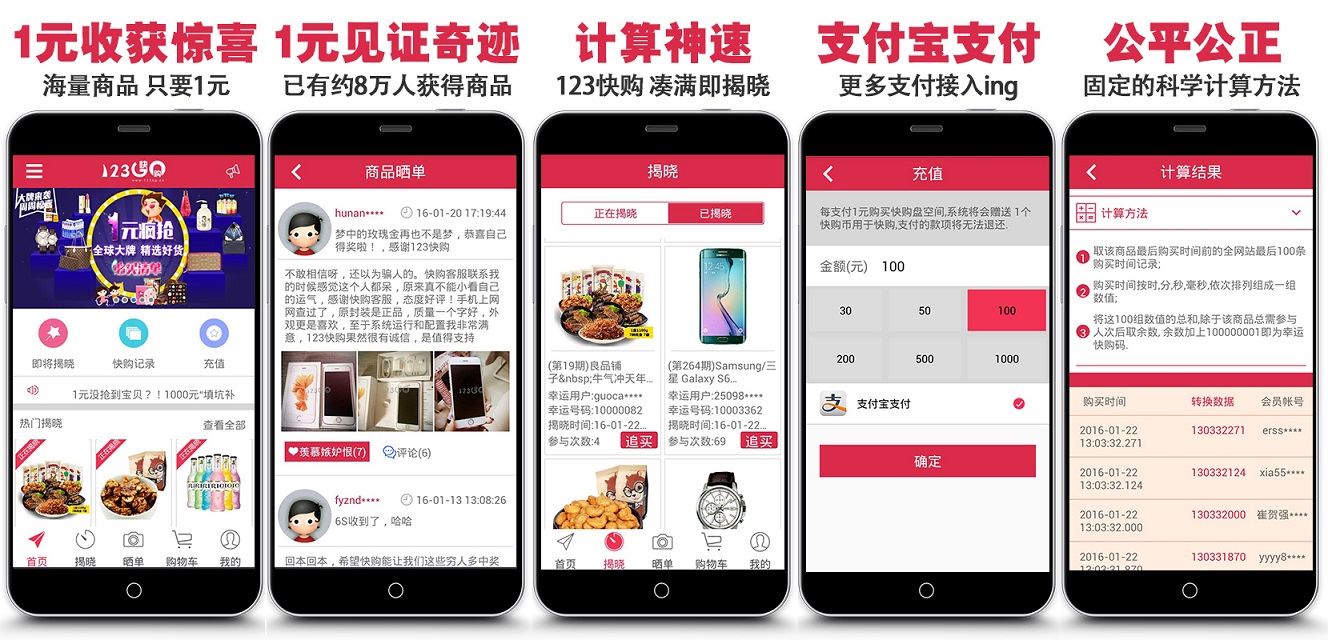 1元收获惊喜
海量商品 只要1元
123快购
大牌来袭
周周惊喜
1元疯抢
全球大牌 精选好货
即将揭晓
快购记录
充值
1元没抢到宝贝？！1000元“填坑补
热门揭晓
查看全部
正在揭晓
正在揭晓
正在揭晓
首页
揭晓
晒单
购物车
我的
1元见证奇迹
已有约8万人获得商品
商品晒单
hunan**** 16-01-20 17:19:44
梦中的玫瑰金再也不是梦，恭喜自己
得奖啦！，感谢123快购
不敢相信呀，还以为骗人的。快购客服联系我
的时候感觉这个人都呆，原来真不能小看自己
的运气，感谢快购客服，态度好评！手机上网
网查过了，原封装是正品，质量一个字好，外
观更是喜欢，至于系统运行和配置我非常满
意，123快购果然很有诚信，是值得支持
羡慕嫉妒恨(7)
评论(6)
fyznd**** 16-01-13 13:08:26
6S收到了，哈哈
回本回本，希望快购能让我们这些穷人多中奖
计算神速
123快购 凑满即揭晓
揭晓
正在揭晓
已揭晓
(第19期)良品铺
子&nbsp;牛气冲天年...
幸运用户:guoca****
幸运号码:10000082
揭晓时间:16-01-22...
参与次数:4
追买
(第264期)Samsung/三
星 Galaxy S6...
幸运用户:25098****
幸运号码:10003362
揭晓时间:16-01-22...
参与次数:69
追买
首页
揭晓
晒单
购物车
我的
支付宝支付
更多支付接入ing
充值
每支付1元购买快购盘空间,系统将会赠送 1个
快购币用于快购,支付的款项将无法退还.
金额(元) 100
30
50
100
200
500
1000
支付宝支付
确定
公平公正
固定的科学计算方法
计算结果
计算方法
1 取该商品最后购买时间前的全网站最后100条
购买时间记录;
2 购买时间按时,分,秒,毫秒,依次排列组成一组
数值;
3 将这100组数值的总和,除于该商品总需参与
人次后取余数, 余数加上100000001即为幸运
快购码.
购买时间 转换数据 会员帐号
2016-01-22
13:03:32.271
130332271
erss****
2016-01-22
13:03:32.124
130332124
xia55****
2016-01-22
13:03:32.000
130332000
崔贺强****
2016-01-22
13:03:31.870
130331870
yyyy8****